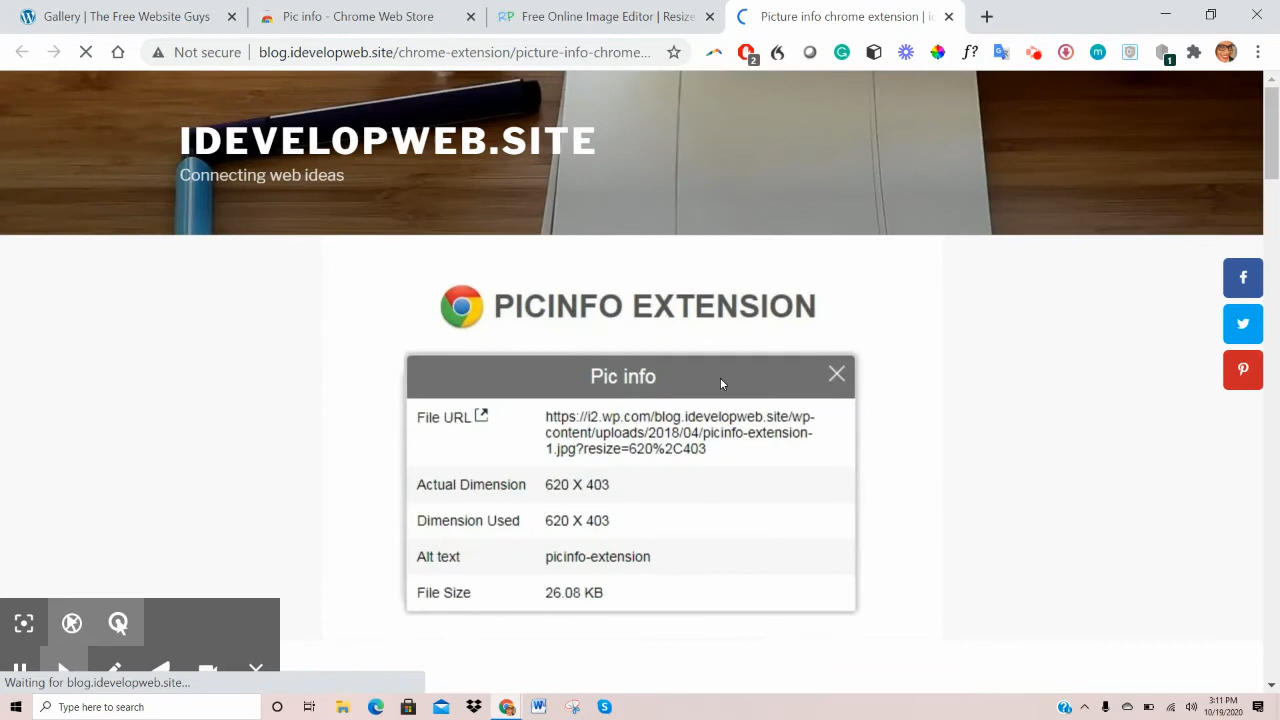 WordPress Website Guys
pic info - Chrome Web Store
RP Free Online Image Editor | Resize
Picture info chrome extension | i
Not secure
blog.idevelopweb.site/chrome-extension/picture-info-chrome...
2
f?
m
1
IDEVELOPWEB.SITE
Connecting web ideas
PICINFO EXTENSION
Pic info
File URL
https://i2.wp.com/blog.idevelopweb.site/wp-
content/uploads/2018/04/picinfo-extension-
1.jpg?resize=620%2C403
Actual Dimension 620 X 403
Dimension Used 620 X 403
Alt text picinfo-extension
File Size 26.08 KB
Waiting for blog.idevelopweb.site...
Type here to search
3:11 PM
10/19/2020